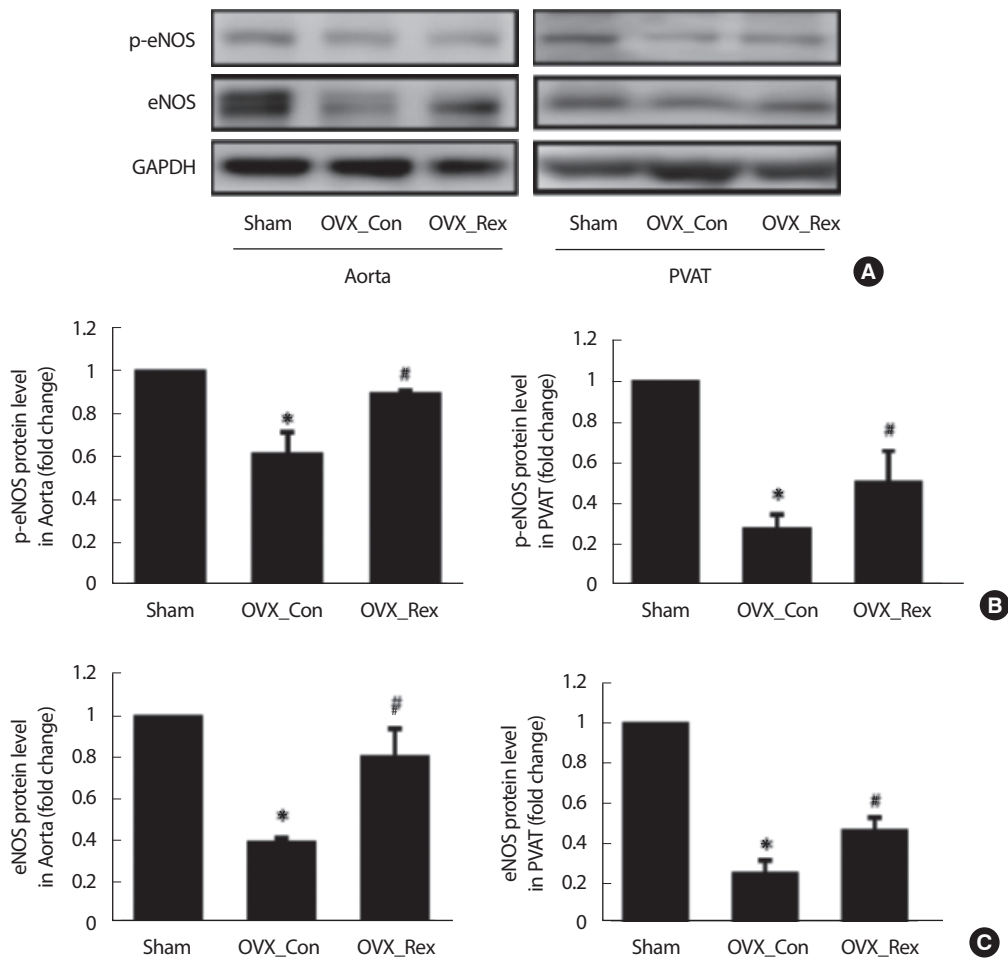 p-eNOS
eNOS
GAPDH
Sham OVX_Con OVX_Rex Sham OVX_Con OVX_Rex
Aorta PVAT
A
p-eNOS protein level
in Aorta (fold change)
1.2
1
0.8
0.6
0.4
0.2
0
*
#
Sham OVX_Con OVX_Rex
p-eNOS protein level
in PVAT (fold change)
1.2
1
0.8
0.6
0.4
0.2
0
*
#
Sham OVX_Con OVX_Rex
B
eNOS protein level
in Aorta (fold change)
1.2
1
0.8
0.6
0.4
0.2
0
*
#
Sham OVX_Con OVX_Rex
eNOS protein level
in PVAT (fold change)
1.2
1
0.8
0.6
0.4
0.2
0
*
#
Sham OVX_Con OVX_Rex
C